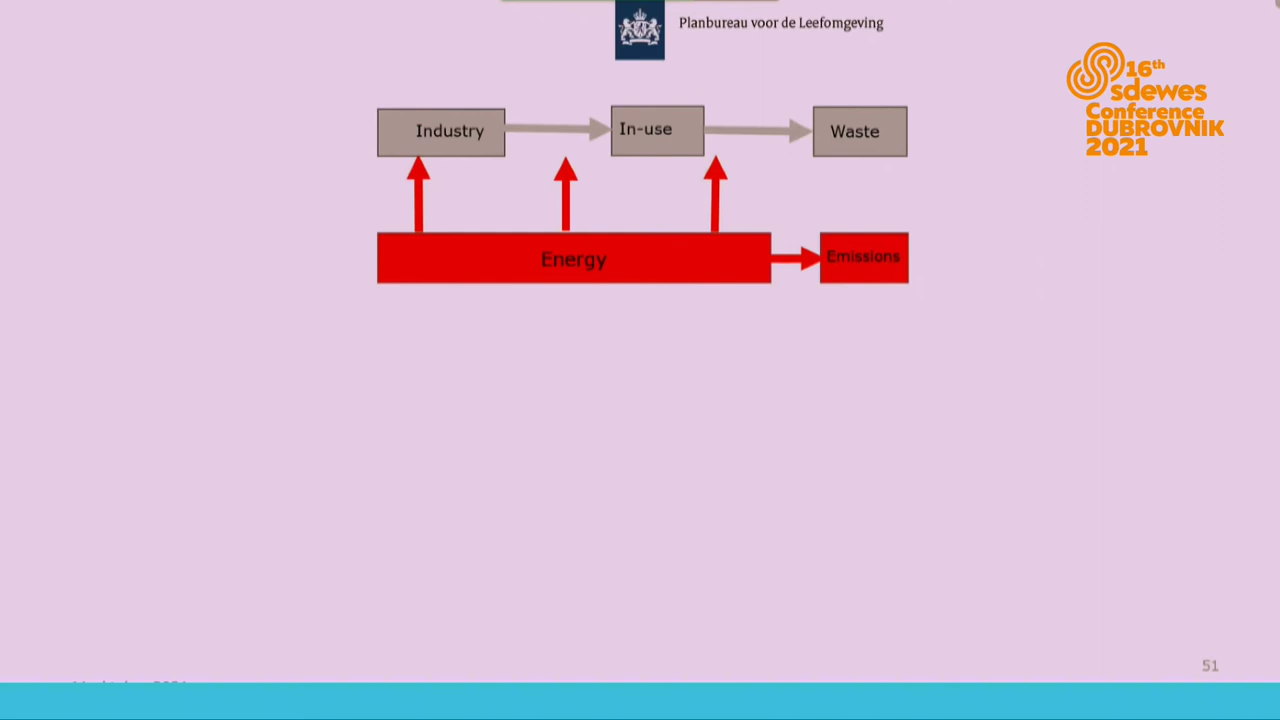 Planbureau voor de Leefomgeving
16th
sdewes
Conference
DUBROVNIK
2021
Industry
In-use
Waste
Energy
Emissions
51